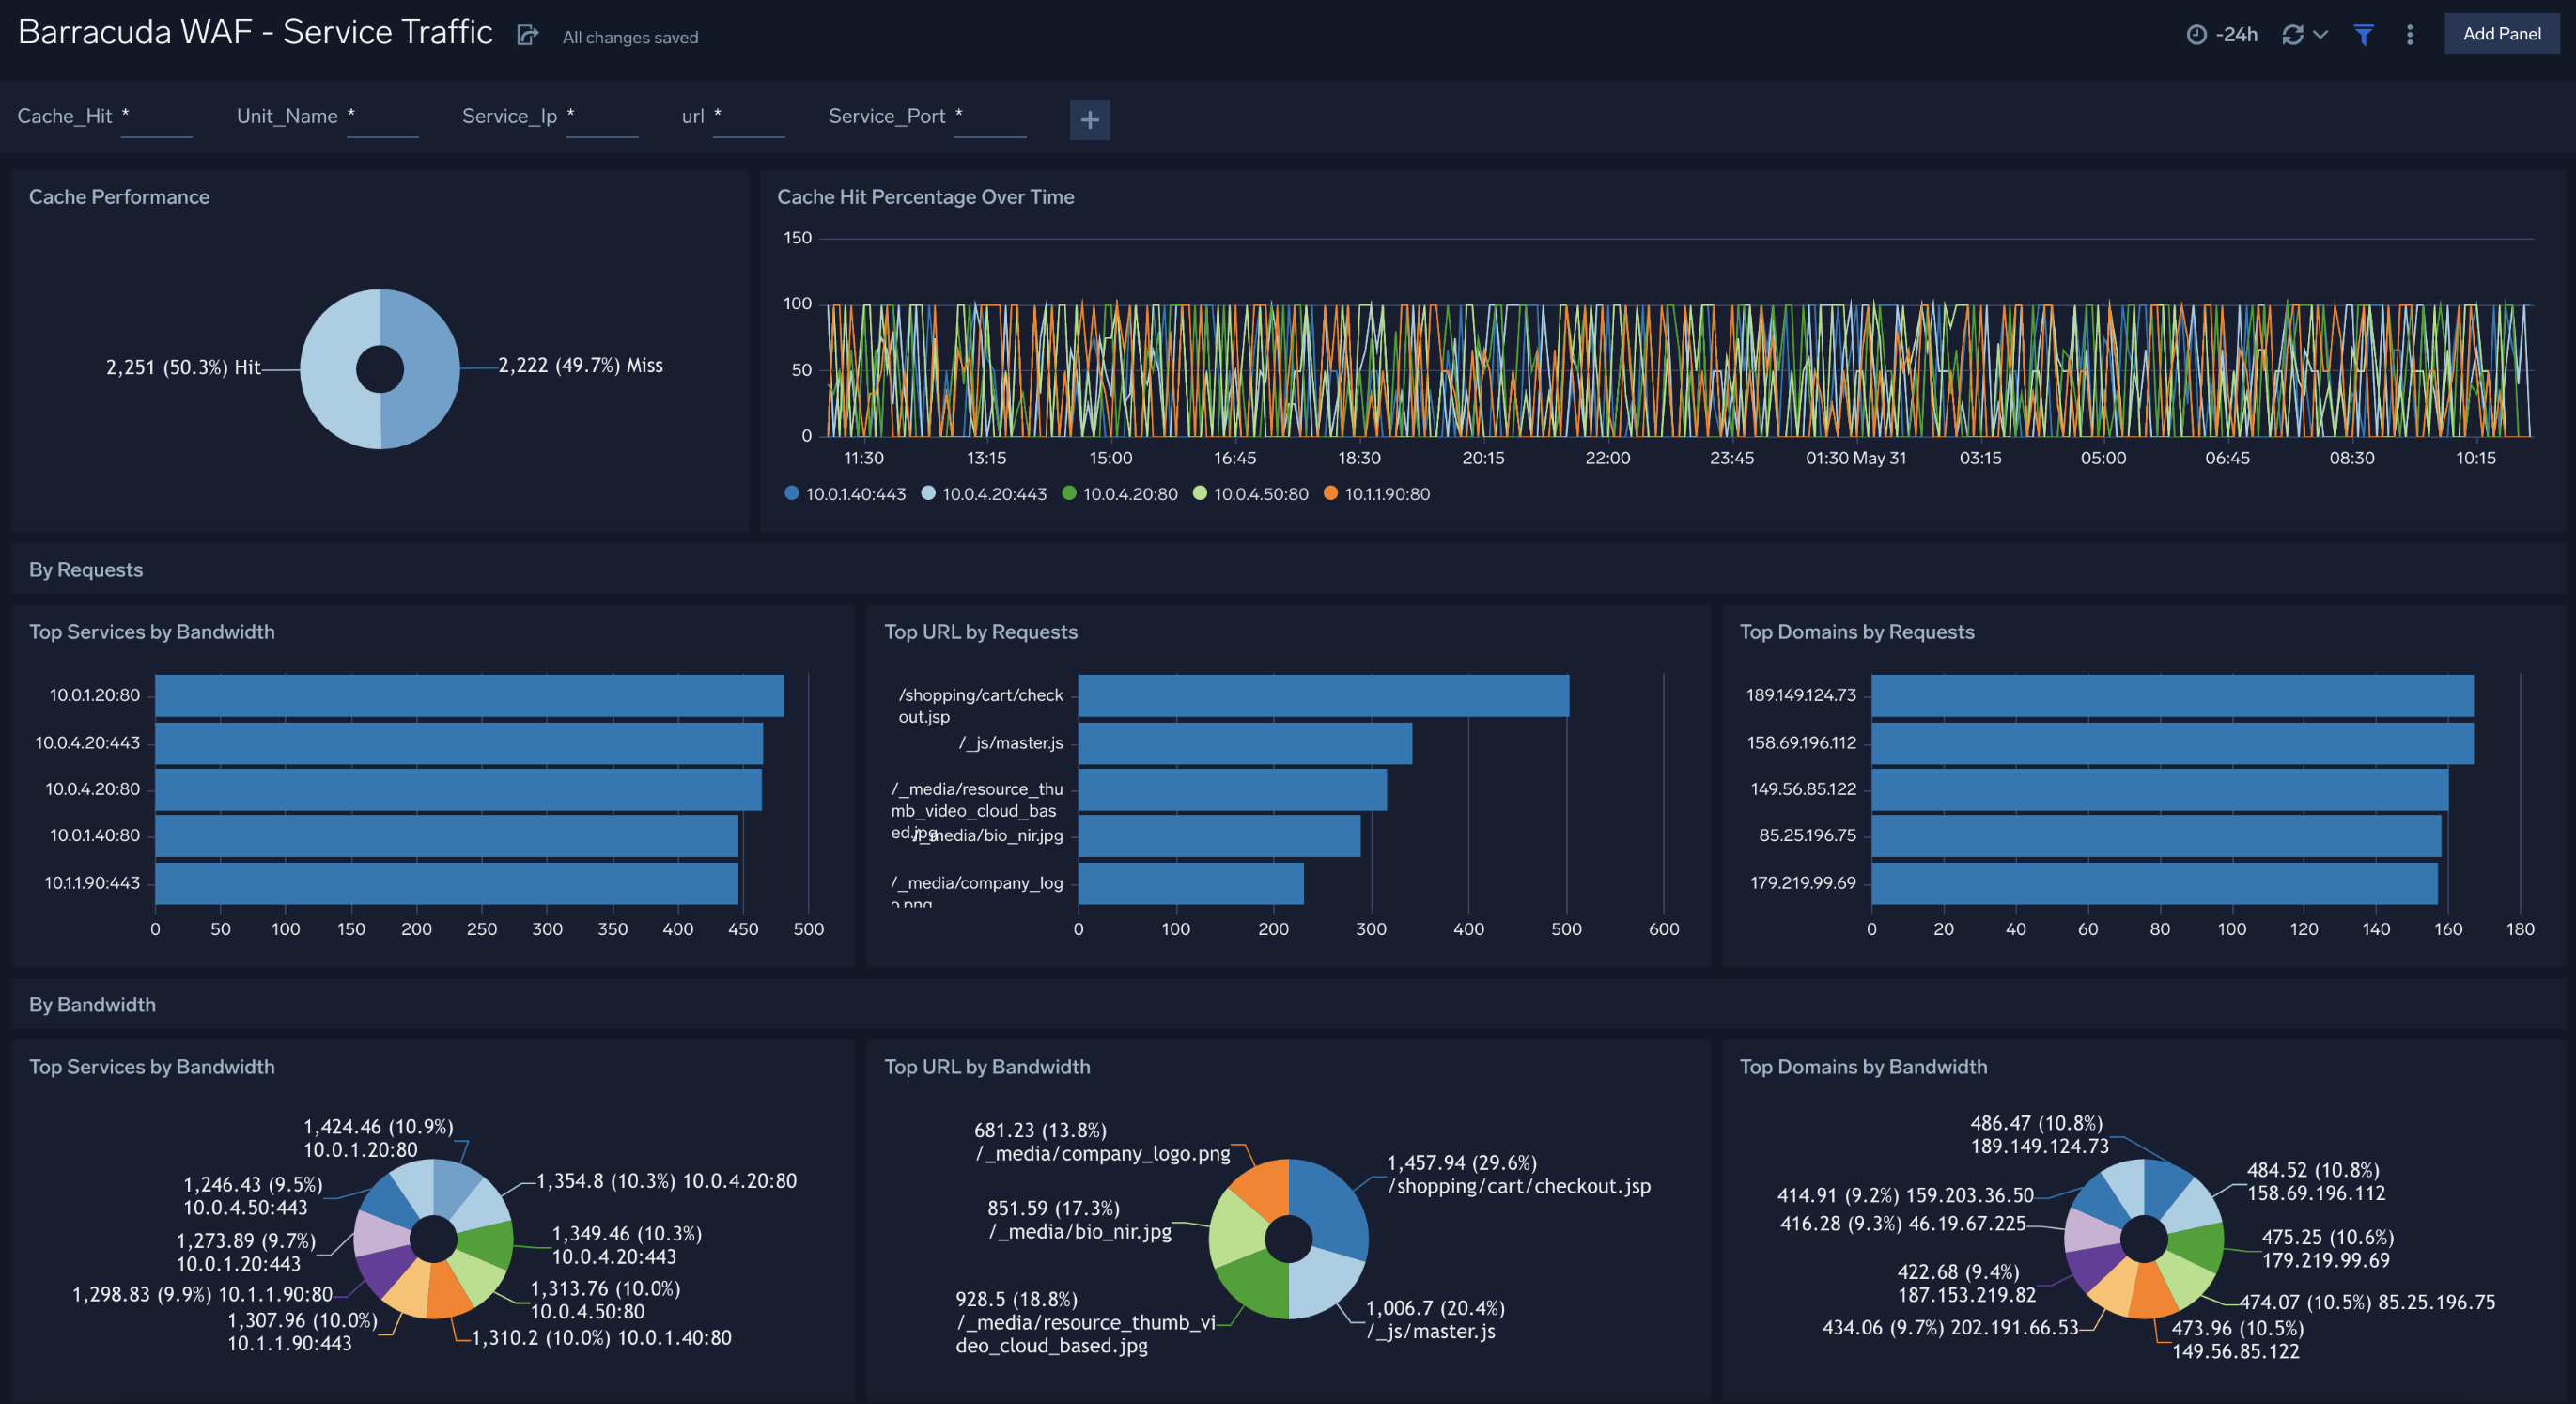 Barracuda WAF - Service Traffic
All changes saved
-24h
Add Panel
Cache_Hit *
Unit_Name *
Service_Ip *
url *
Service_Port *
Cache Performance
2,251 (50.3%) Hit
2,222 (49.7%) Miss
Cache Hit Percentage Over Time
150
100
50
0
11:30 13:15 15:00 16:45 18:30 20:15 22:00 23:45 01:30 May 31 03:15 05:00 06:45 08:30 10:15
10.0.1.40:443 10.0.4.20:443 10.0.4.20:80 10.0.4.50:80 10.1.1.90:80
By Requests
Top Services by Bandwidth
10.0.1.20:80
10.0.4.20:443
10.0.4.20:80
10.0.1.40:80
10.1.1.90:443
0 50 100 150 200 250 300 350 400 450 500
Top URL by Requests
/shopping/cart/check
out.jsp
/_js/master.js
/_media/resource_thu
mb_video_cloud_bas
ed.jpg
/_media/bio_nir.jpg
/_media/company_log
o.png
0 100 200 300 400 500 600
Top Domains by Requests
189.149.124.73
158.69.196.112
149.56.85.122
85.25.196.75
179.219.99.69
0 20 40 60 80 100 120 140 160 180
By Bandwidth
Top Services by Bandwidth
1,424.46 (10.9%)
10.0.1.20:80
1,354.8 (10.3%) 10.0.4.20:80
1,246.43 (9.5%)
10.0.4.50:443
1,349.46 (10.3%)
10.0.4.20:443
1,273.89 (9.7%)
10.0.1.20:443
1,313.76 (10.0%)
10.0.4.50:80
1,298.83 (9.9%) 10.1.1.90:80
1,307.96 (10.0%)
10.1.1.90:443
1,310.2 (10.0%) 10.0.1.40:80
Top URL by Bandwidth
681.23 (13.8%)
/_media/company_logo.png
1,457.94 (29.6%)
/shopping/cart/checkout.jsp
851.59 (17.3%)
/_media/bio_nir.jpg
928.5 (18.8%)
/_media/resource_thumb_vi
deo_cloud_based.jpg
1,006.7 (20.4%)
/_js/master.js
Top Domains by Bandwidth
486.47 (10.8%)
189.149.124.73
484.52 (10.8%)
158.69.196.112
414.91 (9.2%) 159.203.36.50
416.28 (9.3%) 46.19.67.225
475.25 (10.6%)
179.219.99.69
422.68 (9.4%)
187.153.219.82
474.07 (10.5%) 85.25.196.75
434.06 (9.7%) 202.191.66.53
473.96 (10.5%)
149.56.85.122